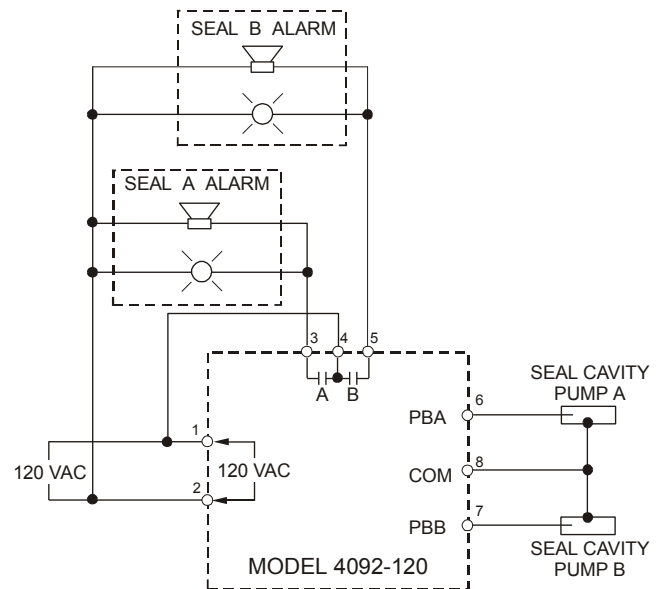 SEAL B ALARM
SEAL A ALARM
3 4 5
A B
1
120 VAC
120 VAC
2
PBA
6
SEAL CAVITY
PUMP A
COM
8
PBB
7
SEAL CAVITY
PUMP B
MODEL 4092-120